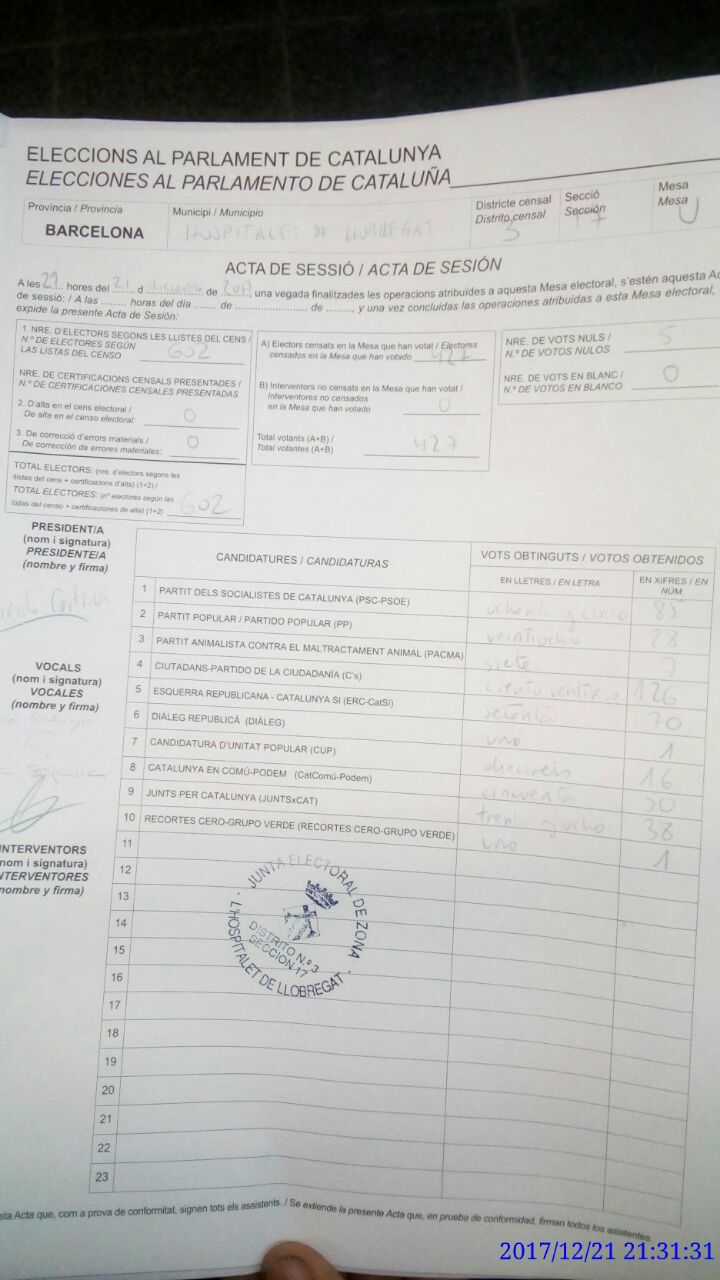 ELECCIONS AL PARLAMENT DE CATALUNYA
ELECCIONES AL PARLAMENTO DE CATALUÑA
Província / Provincia
BARCELONA
Municipi / Municipio
HOSPITALET DE LLOBREGAT
Districte censal
Distrito censal
3
Secció
Sección
17
Mesa
Mesa
U
ACTA DE SESSIÓ / ACTA DE SESIÓN
A les 21 hores del 21 d diciembre de 2017, una vegada finalitzades les operacions atribuïdes a aquesta Mesa electoral, s'estén aquesta Ac
de sessió: / A las ......... horas del día ....... de ..................... de ........, y una vez concluidas las operaciones atribuidas a esta Mesa electoral,
expide la presente Acta de Sesión:
1. NRE. D'ELECTORS SEGONS LES LLISTES DEL CENS /
N.º DE ELECTORES SEGÚN
LAS LISTAS DEL CENSO 602
NRE. DE CERTIFICACIONS CENSALS PRESENTADES /
N.º DE CERTIFICACIONES CENSALES PRESENTADAS
2. D'alta en el cens electoral /
De alta en el censo electoral: 0
3. De correcció d'errors materials /
De corrección de errores materiales: 0
TOTAL ELECTORS: (nre. d'electors segons les
llistes del cens + certificacions d'alta) (1+2) /
TOTAL ELECTORES: (nº electores según las
listas del censo + certificaciones de alta) (1+2) 602
A) Electors censats en la Mesa que han votat / Electores
censados en la Mesa que han votado 427
B) Interventors no censats en la Mesa que han votat /
Interventores no censados
en la Mesa que han votado 0
Total votants (A+B) /
Total votantes (A+B) 427
NRE. DE VOTS NULS /
N.º DE VOTOS NULOS 5
NRE. DE VOTS EN BLANC /
N.º DE VOTOS EN BLANCO 0
PRESIDENT/A
(nom i signatura)
PRESIDENTE/A
(nombre y firma)
VOCALS
(nom i signatura)
VOCALES
(nombre y firma)
INTERVENTORS
(nom i signatura)
INTERVENTORES
(nombre y firma)
CANDIDATURES / CANDIDATURAS
VOTS OBTINGUTS / VOTOS OBTENIDOS
EN LLETRES / EN LETRA
EN XIFRES / EN NÚM.
1 PARTIT DELS SOCIALISTES DE CATALUNYA (PSC-PSOE) ochenta y cinco 85
2 PARTIT POPULAR / PARTIDO POPULAR (PP) veintiocho 28
3 PARTIT ANIMALISTA CONTRA EL MALTRACTAMENT ANIMAL (PACMA) siete 7
4 CIUTADANS-PARTIDO DE LA CIUDADANÍA (C's) ciento ventiseis 126
5 ESQUERRA REPUBLICANA - CATALUNYA SÍ (ERC-CatSí) setenta 70
6 DIÀLEG REPUBLICÀ (DIÀLEG) uno 1
7 CANDIDATURA D'UNITAT POPULAR (CUP) dieciseis 16
8 CATALUNYA EN COMÚ-PODEM (CatComú-Podem) cincuenta 50
9 JUNTS PER CATALUNYA (JUNTSxCAT) treinta y ocho 38
10 RECORTES CERO-GRUPO VERDE (RECORTES CERO-GRUPO VERDE) uno 1
11
12
13
14
15
16
17
18
19
20
21
22
23
JUNTA ELECTORAL DE ZONA
DISTRITO N.º 3
SECCION-17
L'HOSPITALET DE LLOBREGAT
sta Acta que, com a prova de conformitat, signen tots els assistents. / Se extiende la presente Acta que, en prueba de conformidad, firman todos los asistentes.
2017/12/21 21:31:31